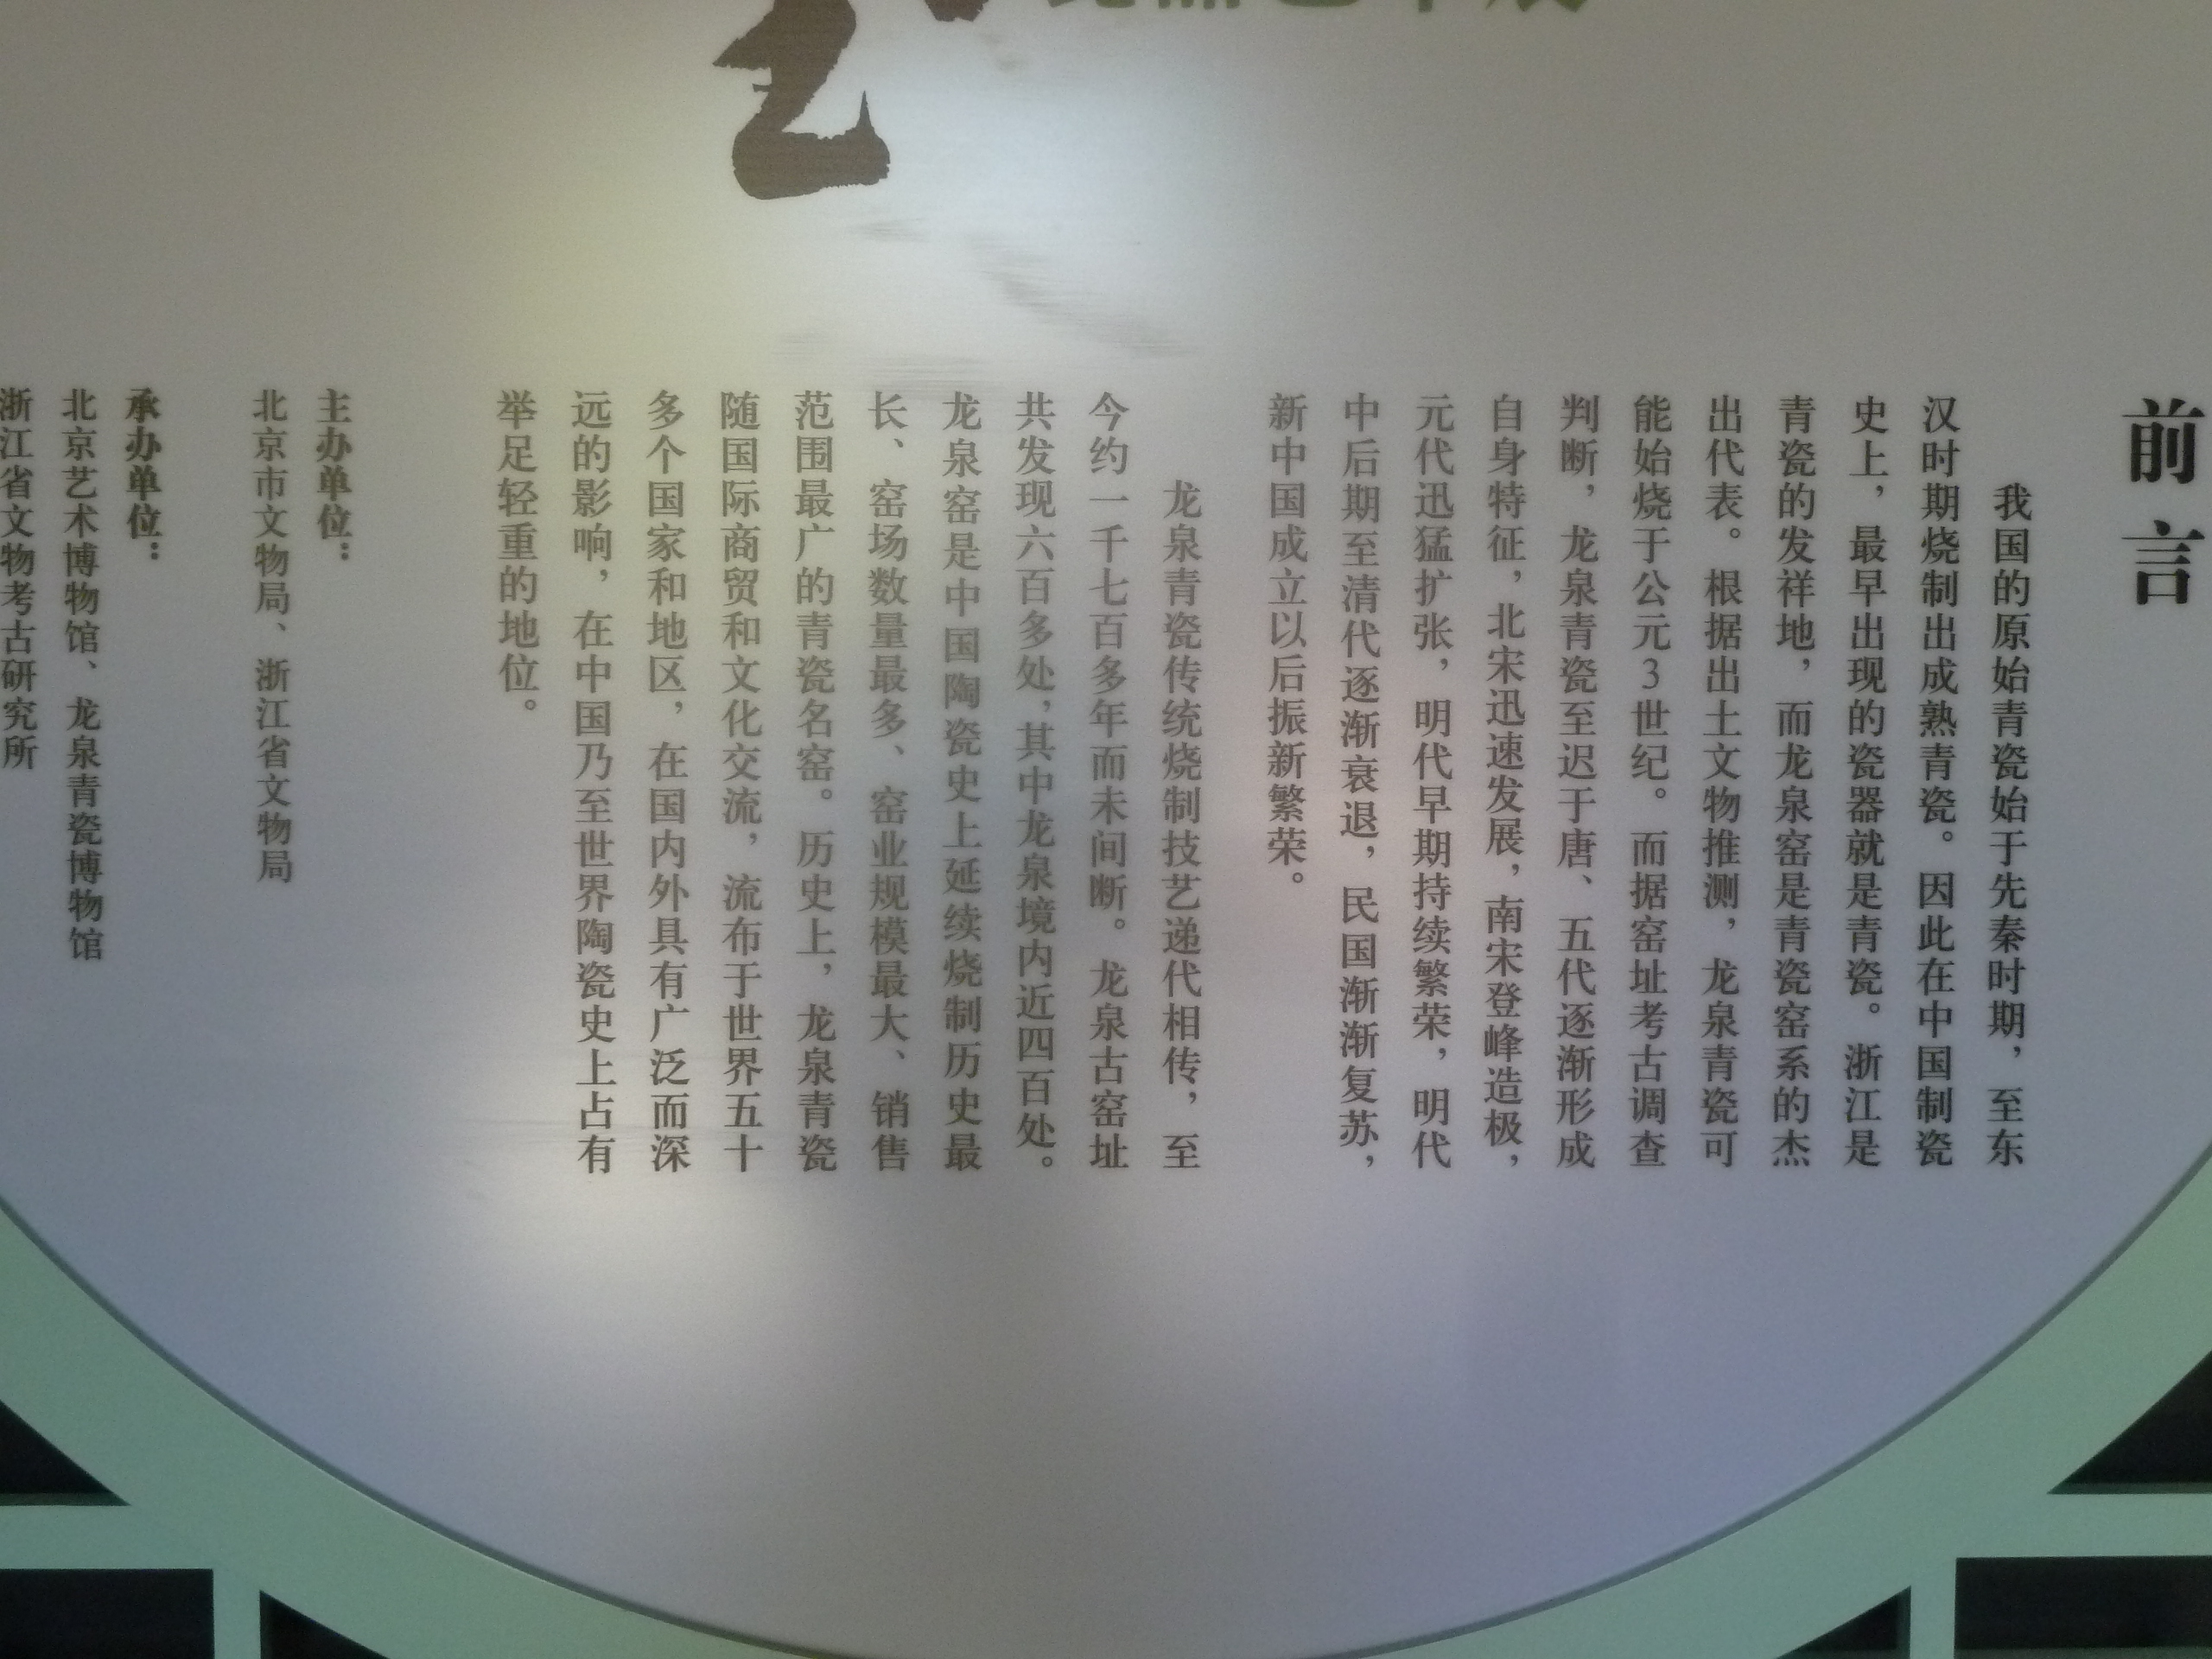 前言
我国的原始青瓷始于先秦时期，至东
汉时期烧制出成熟青瓷。因此在中国制瓷
史上，最早出现的瓷器就是青瓷。浙江是
青瓷的发祥地，而龙泉窑是青瓷窑系的杰
出代表。根据出土文物推测，龙泉青瓷可
能始烧于公元3世纪。而据窑址考古调查
判断，龙泉青瓷至迟于唐、五代逐渐形成
自身特征，北宋迅速发展，南宋登峰造极，
元代迅猛扩张，明代早期持续繁荣，明代
中后期至清代逐渐衰退，民国渐渐复苏，
新中国成立以后振新繁荣。
龙泉青瓷传统烧制技艺递代相传，至
今约一千七百多年而未间断。龙泉古窑址
共发现六百多处，其中龙泉境内近四百处。
龙泉窑是中国陶瓷史上延续烧制历史最
长、窑场数量最多、窑业规模最大、销售
范围最广的青瓷名窑。历史上，龙泉青瓷
随国际商贸和文化交流，流布于世界五十
多个国家和地区，在国内外具有广泛而深
远的影响，在中国乃至世界陶瓷史上占有
举足轻重的地位。
主办单位：
北京市文物局、浙江省文物局
承办单位：
北京艺术博物馆、龙泉青瓷博物馆
浙江省文物考古研究所